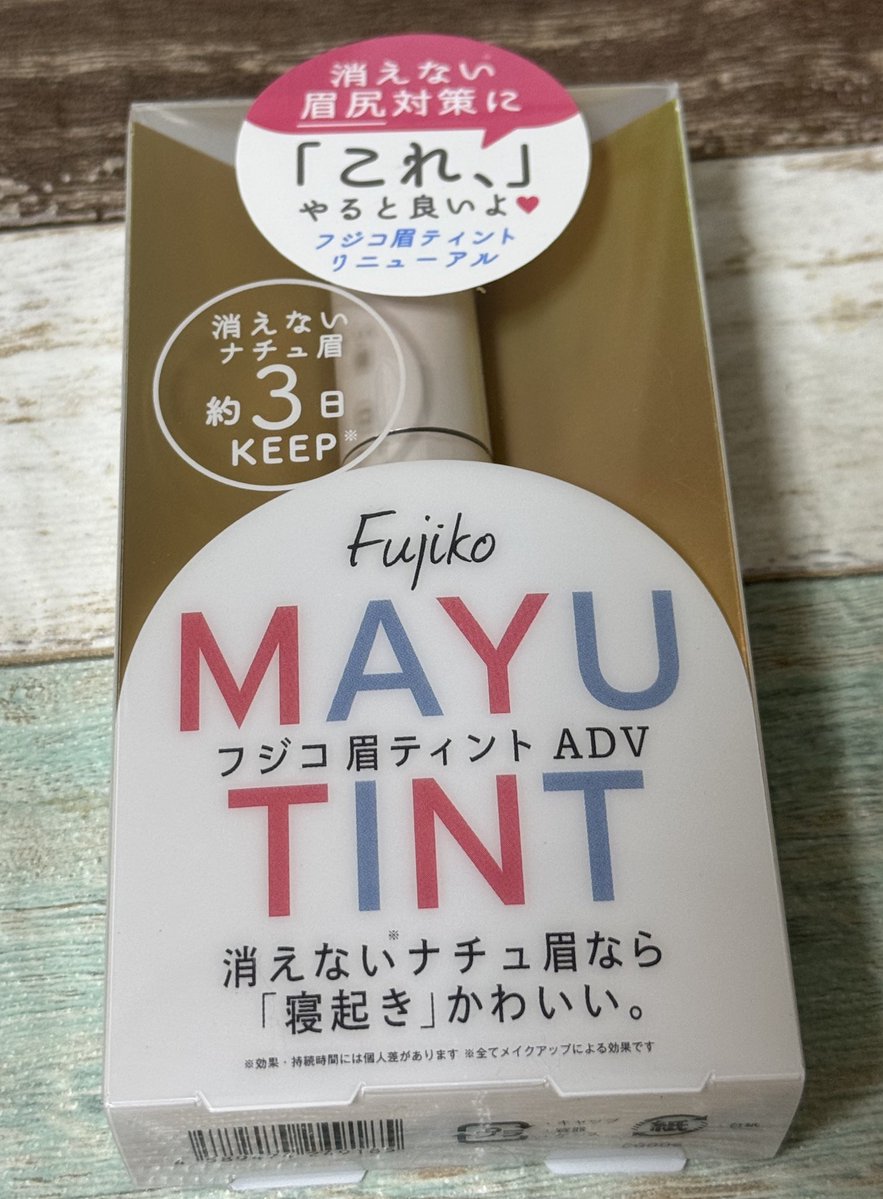 消えない
眉尻対策に
「これ、」
やると良いよ♥
フジコ眉ティント
リニューアル
消えない
ナチュ眉
約3日
KEEP※
Fujiko
MAYU
フジコ 眉ティント ADV
TINT
消えない※ナチュ眉なら
「寝起き」かわいい。
※効果・持続時間には個人差があります ※全てメイクアップによる効果です
紙